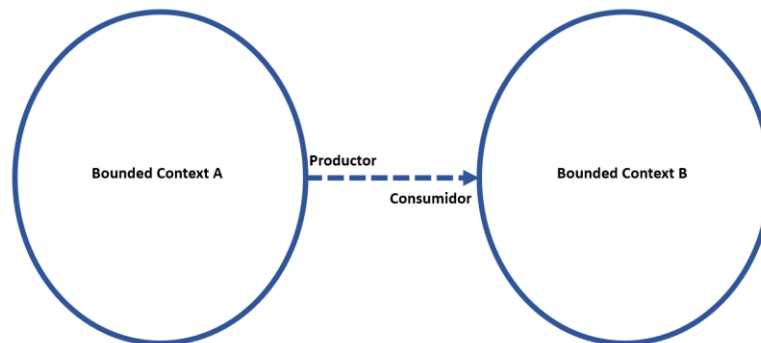 Bounded Context A
Productor
Consumidor
Bounded Context B